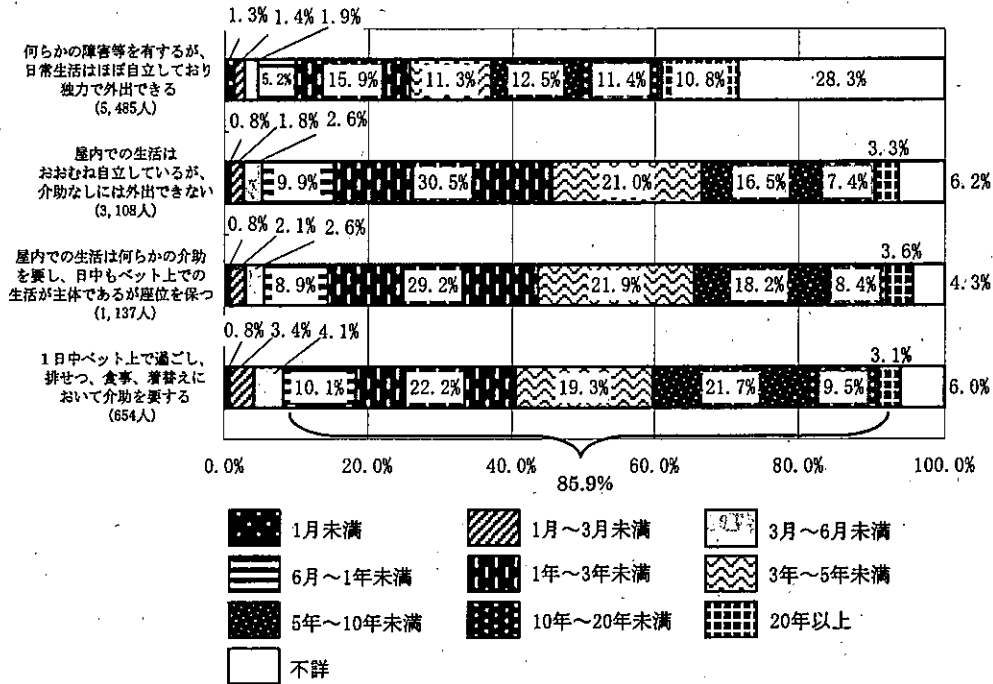 1.3%
1.4% 1.9%
何らかの障害等を有するが、
日常生活はほぼ自立しており
独力で外出できる
(5,485人)
5.2% 15.9% 11.3% 12.5% 11.4% 10.8% 28.3%
0.8% 1.8% 2.6%
屋内での生活は
おおむね自立しているが、
介助なしには外出できない
(3,108人)
3.3%
9.9% 30.5% 21.0% 16.5% 7.4% 6.2%
0.8% 2.1% 2.6%
屋内での生活は何らかの介助
を要し、日中もベット上での
生活が主体であるが座位を保つ
(1,137人)
3.6%
8.9% 29.2% 21.9% 18.2% 8.4% 4.3%
0.8% 3.4% 4.1%
1日中ベット上で過ごし、
排せつ、食事、着替えに
おいて介助を要する
(654人)
3.1%
10.1% 22.2% 19.3% 21.7% 9.5% 6.0%
0.0% 20.0% 40.0% 60.0% 80.0% 100.0%
85.9%
1月未満 1月～3月未満 3月～6月未満
6月～1年未満 1年～3年未満 3年～5年未満
5年～10年未満 10年～20年未満 20年以上
不詳